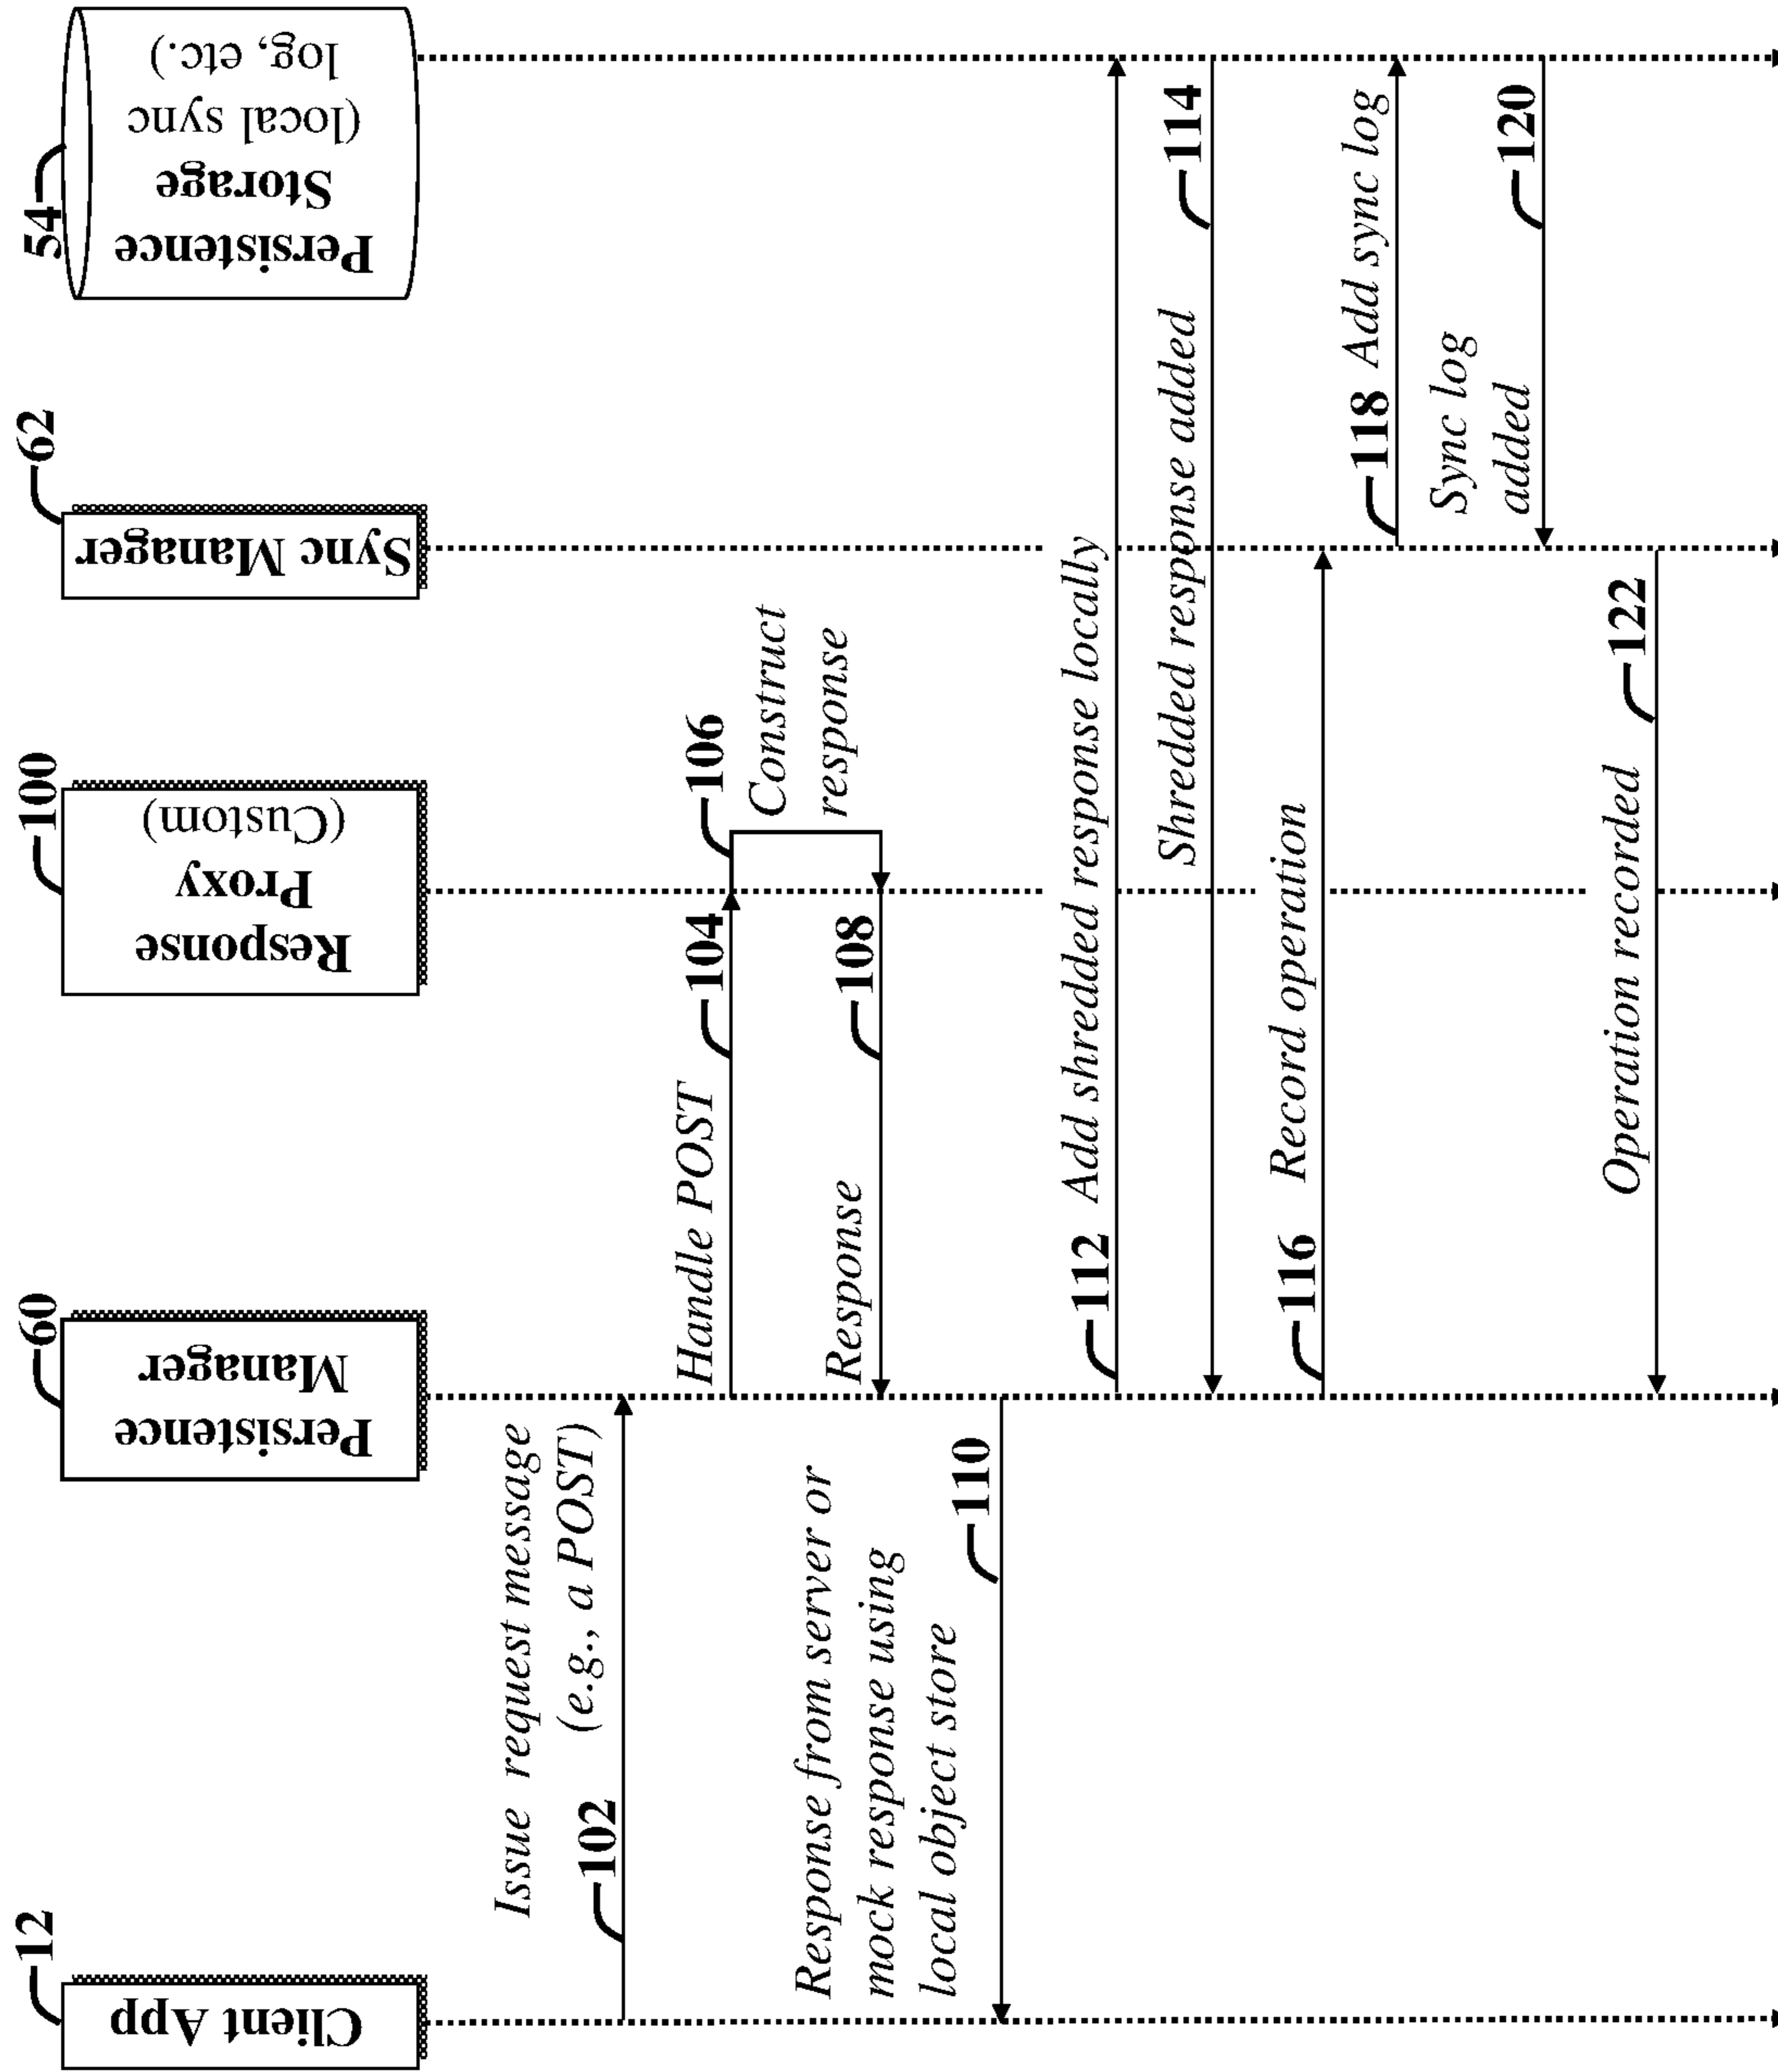 12
Client App
60
Persistence
Manager
100
Response
Proxy
(Custom)
62
Sync Manager
54
Persistence
Storage
(local sync
log, etc.)
Issue request message
(e.g., a POST)
102
Handle POST
104
106
Construct
response
Response
108
Response from server or
mock response using
local object store
110
112 Add shredded response locally
Shredded response added
114
116
Record operation
118 Add sync log
Sync log
added
120
Operation recorded
122